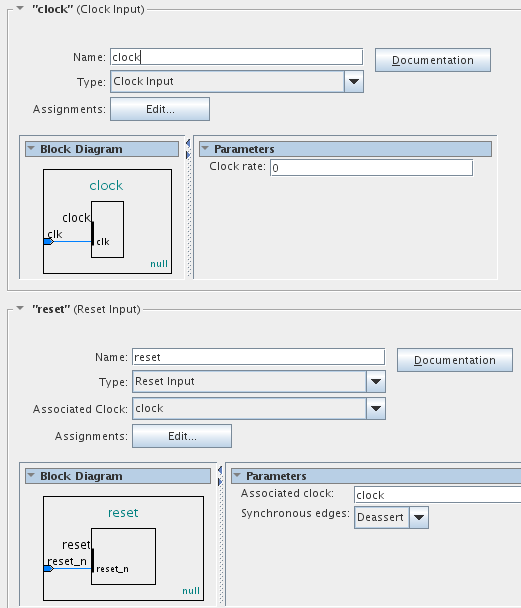 "clock" (Clock Input)
Name: clock
Documentation
Type: Clock Input
Assignments: Edit...
Block Diagram
Parameters
Clock rate: 0
clock
clock
clk
clk
null
"reset" (Reset Input)
Name: reset
Documentation
Type: Reset Input
Associated Clock: clock
Assignments: Edit...
Block Diagram
Parameters
Associated clock: clock
Synchronous edges: Deassert
reset
reset
reset_n
reset_n
null